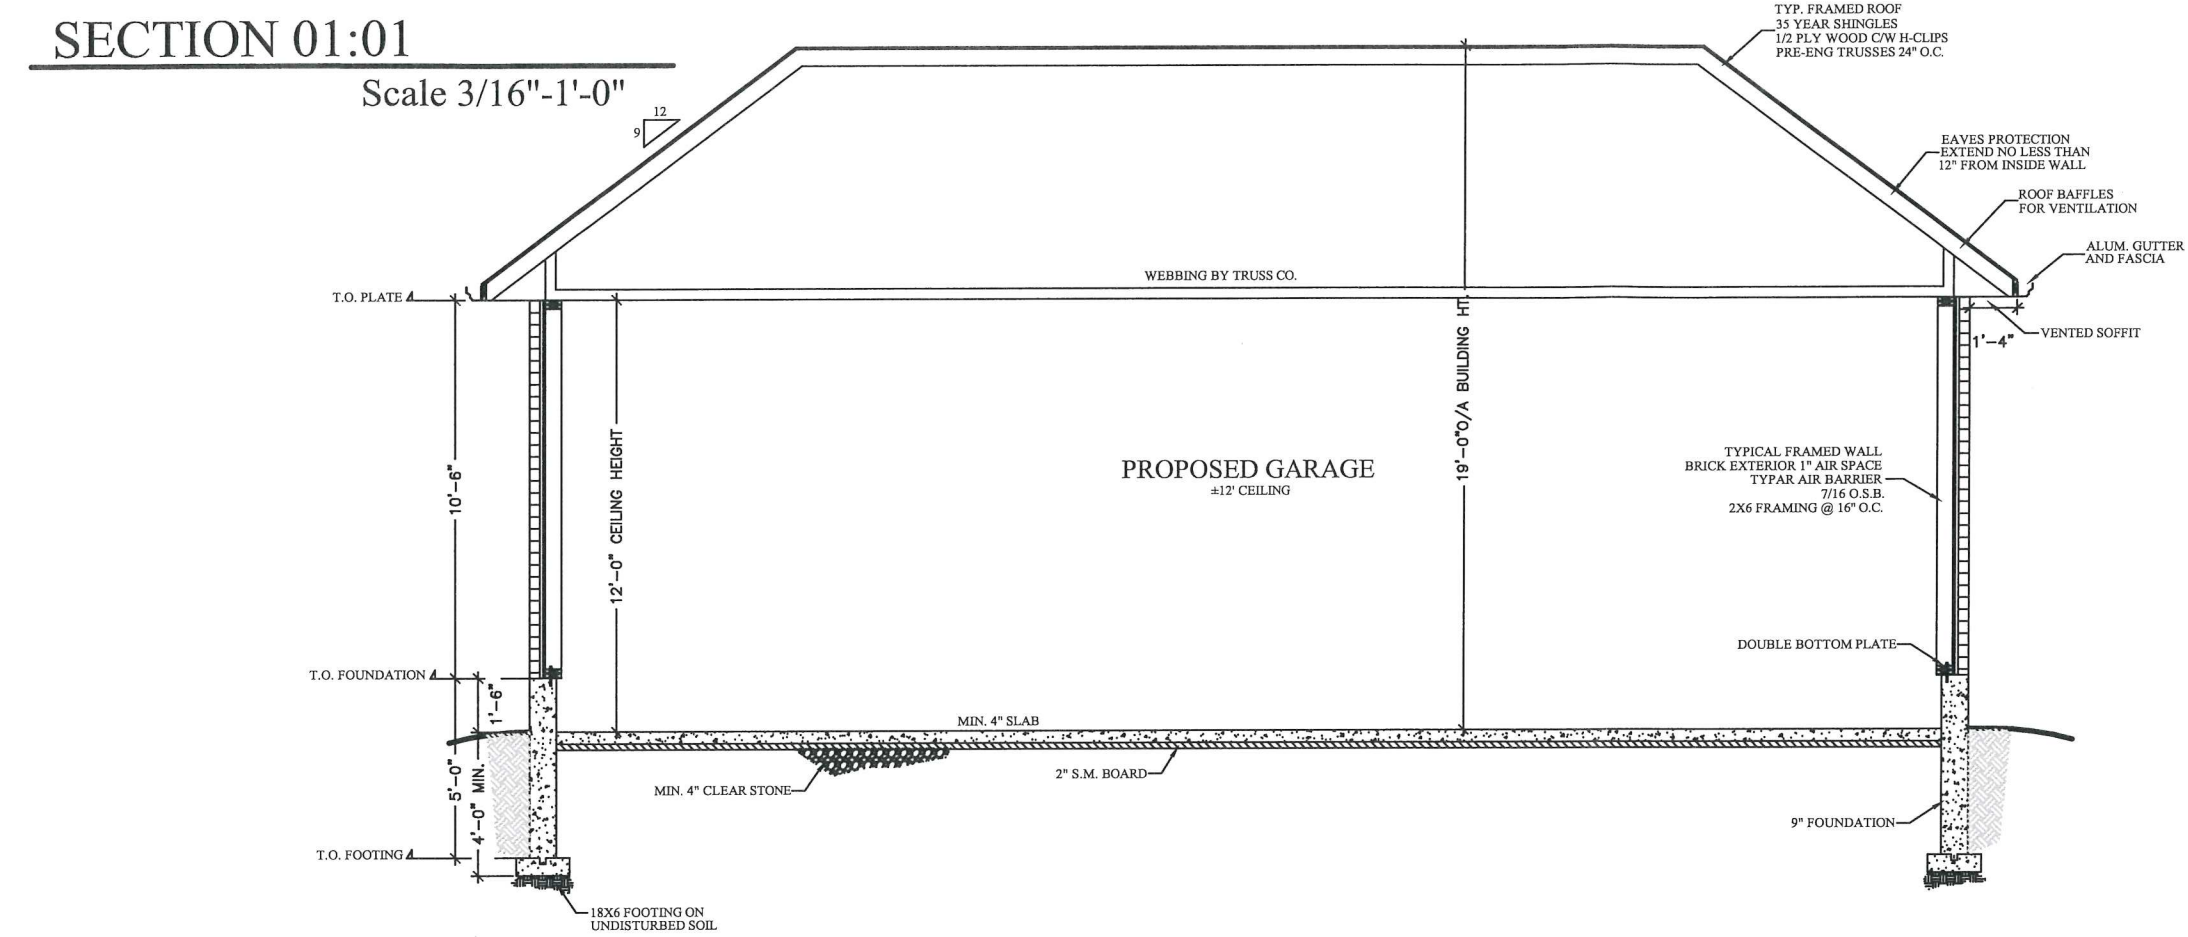 SECTION 01:01
Scale 3/16"-1'-0"
TYP. FRAMED ROOF
35 YEAR SHINGLES
1/2 PLY WOOD C/W H-CLIPS
PRE-ENG TRUSSES 24" O.C.
12
9
EAVES PROTECTION
EXTEND NO LESS THAN
12" FROM INSIDE WALL
ROOF BAFFLES
FOR VENTILATION
ALUM. GUTTER
AND FASCIA
WEBBING BY TRUSS CO.
T.O. PLATE
VENTED SOFFIT
1'-4"
10'-6"
12'-0" CEILING HEIGHT
19'-0"O/A BUILDING HT.
PROPOSED GARAGE
±12' CEILING
TYPICAL FRAMED WALL
BRICK EXTERIOR 1" AIR SPACE
TYPAR AIR BARRIER
7/16 O.S.B.
2X6 FRAMING @ 16" O.C.
DOUBLE BOTTOM PLATE
T.O. FOUNDATION
1'-6"
MIN. 4" SLAB
5'-0"
4'-0" MIN.
2" S.M. BOARD
MIN. 4" CLEAR STONE
9" FOUNDATION
T.O. FOOTING
18X6 FOOTING ON
UNDISTURBED SOIL